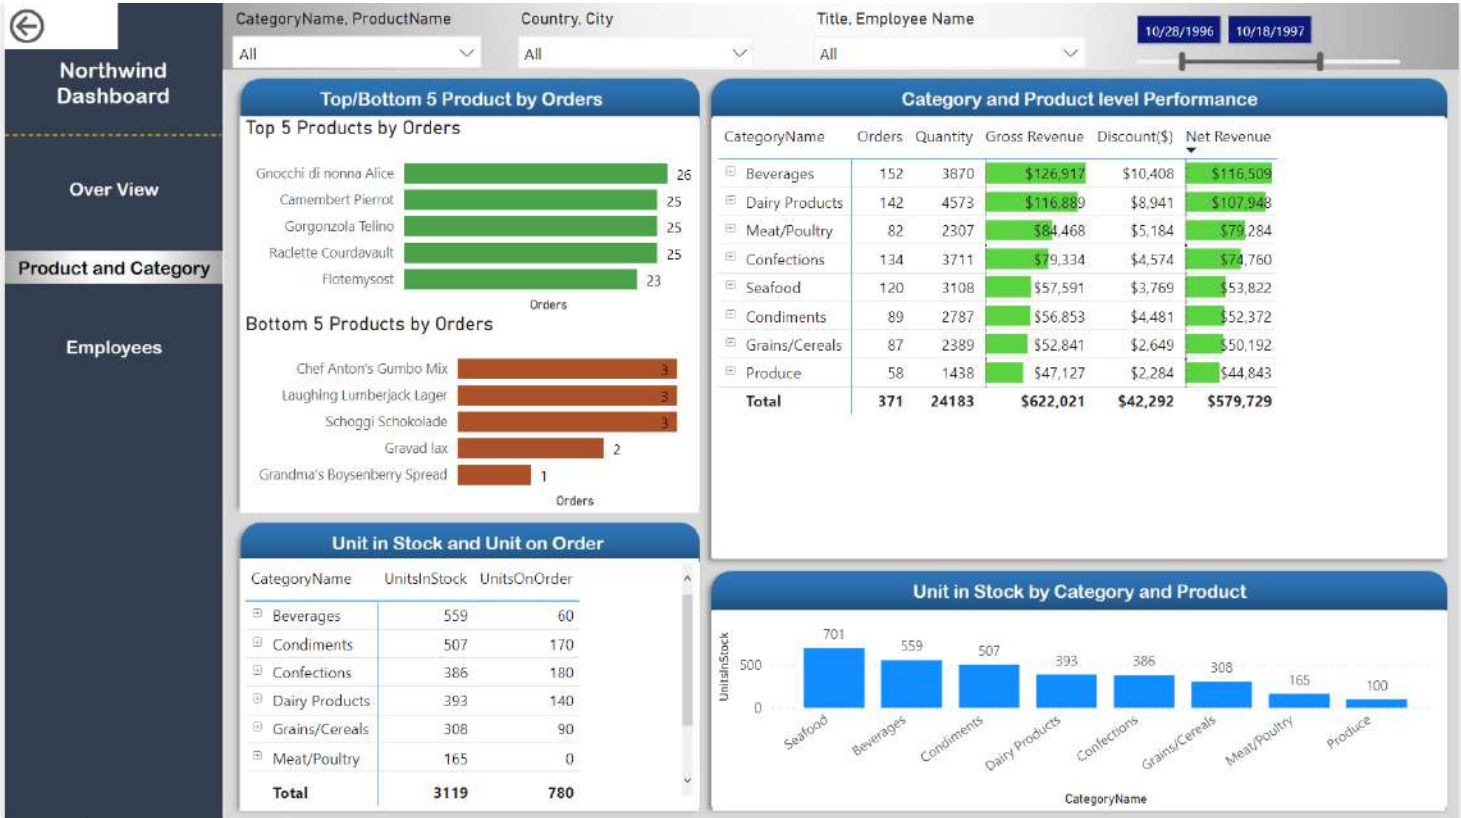 CategoryName, ProductName
All
Country, City
All
Title, Employee Name
All
10/28/1996 10/18/1997
Northwind
Dashboard
Over View
Product and Category
Employees
Top/Bottom 5 Product by Orders
Top 5 Products by Orders
Gnocchi di nonna Alice 26
Camembert Pierrot 25
Gorgonzola Telino 25
Raclette Courdavault 25
Flotemysost 23
Orders
Bottom 5 Products by Orders
Chef Anton's Gumbo Mix 3
Laughing Lumberjack Lager 3
Schoggi Schokolade 3
Gravad lax 2
Grandma's Boysenberry Spread 1
Orders
Category and Product level Performance
CategoryName Orders Quantity Gross Revenue Discount($) Net Revenue
Beverages 152 3870 $126,917 $10,408 $116,509
Dairy Products 142 4573 $116,889 $8,941 $107,948
Meat/Poultry 82 2307 $84,468 $5,184 $79,284
Confections 134 3711 $79,334 $4,574 $74,760
Seafood 120 3108 $57,591 $3,769 $53,822
Condiments 89 2787 $56,853 $4,481 $52,372
Grains/Cereals 87 2389 $52,841 $2,649 $50,192
Produce 58 1438 $47,127 $2,284 $44,843
Total 371 24183 $622,021 $42,292 $579,729
Unit in Stock and Unit on Order
CategoryName UnitsInStock UnitsOnOrder
Beverages 559 60
Condiments 507 170
Confections 386 180
Dairy Products 393 140
Grains/Cereals 308 90
Meat/Poultry 165 0
Total 3119 780
Unit in Stock by Category and Product
UnitsInStock
500
0
701 559 507 393 386 308 165 100
Seafood Beverages Condiments Dairy Products Confections Grains/Cereals Meat/Poultry Produce
CategoryName